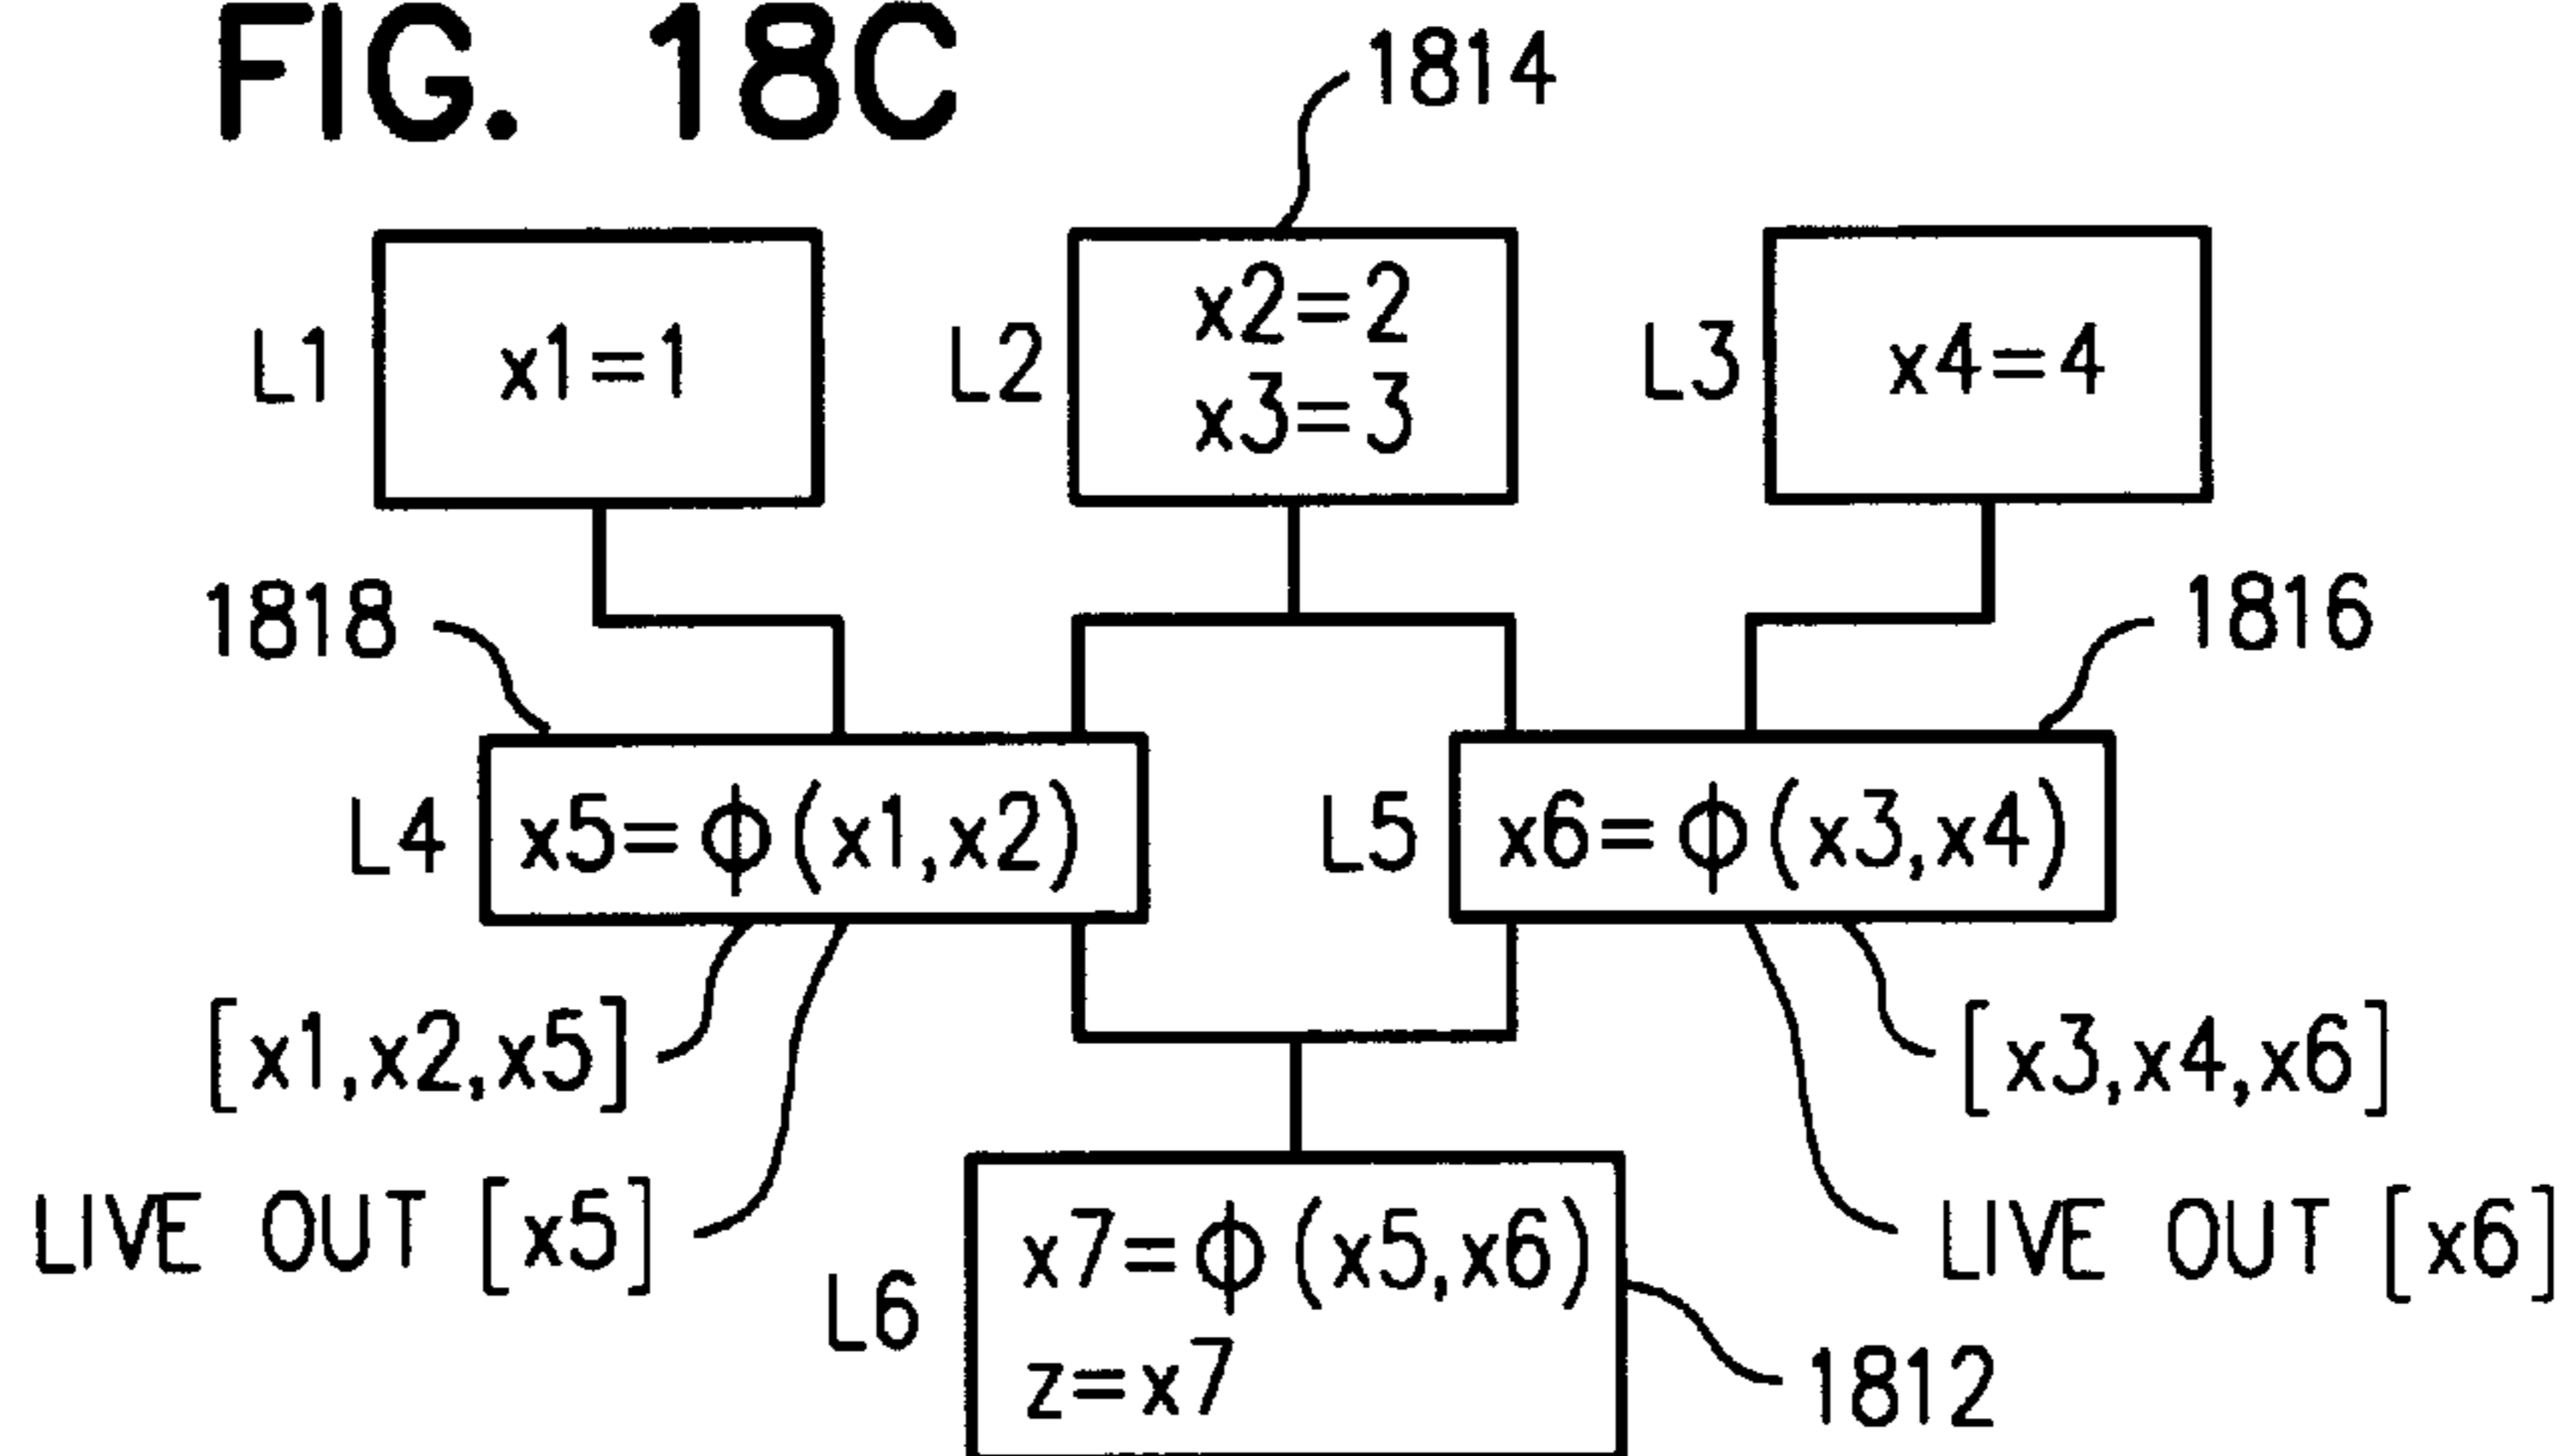 FIG. 18C
1814
L1
x1=1
L2
x2=2
x3=3
L3
x4=4
1818
1816
L4
x5=ϕ(x1,x2)
L5
x6=ϕ(x3,x4)
[x1,x2,x5]
[x3,x4,x6]
LIVE OUT [x5]
LIVE OUT [x6]
L6
x7=ϕ(x5,x6)
z=x7
1812